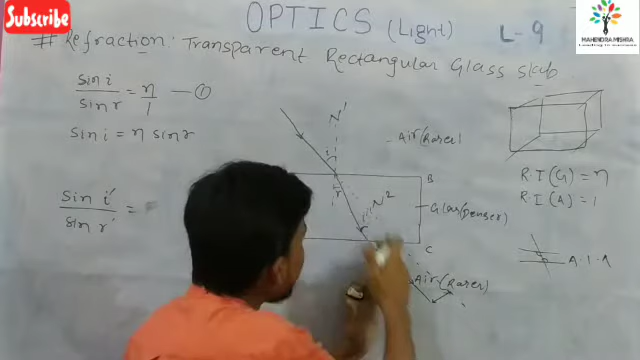 Subscribe
OPTICS (Light) L-9
MAHENDRA MISHRA
# Refraction: Transparent Rectangular Glass slab
sin i / sin r = n / 1 — ①
sin i = n sin r
sin i' / sin r' =
N'
Air (Rarer)
i
r
N²
B
Glass (Denser)
C
Air (Rarer)
R.I (G) = n
R.I (A) = 1
A.I.A